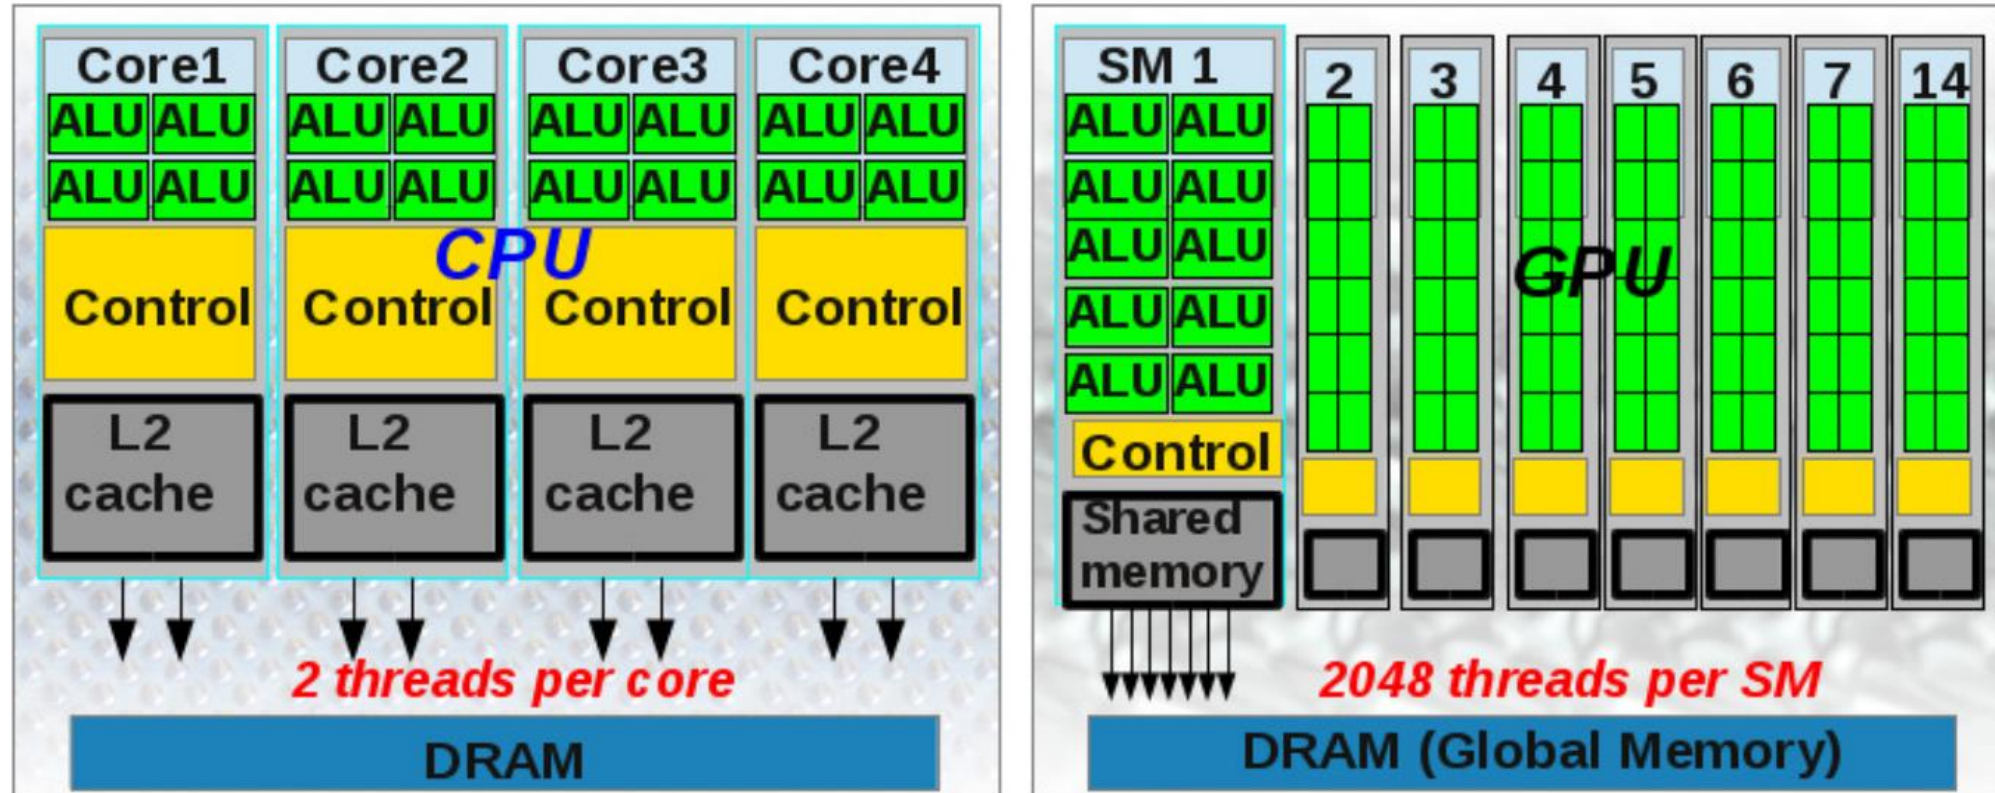 Core1 Core2 Core3 Core4
ALU ALU ALU ALU ALU ALU ALU ALU
ALU ALU ALU ALU ALU ALU ALU ALU
CPU
Control Control Control Control
L2 L2 L2 L2
cache cache cache cache
2 threads per core
DRAM
SM 1 2 3 4 5 6 7 14
ALU ALU
ALU ALU
ALU ALU
GPU
ALU ALU
ALU ALU
Control
Shared
memory
2048 threads per SM
DRAM (Global Memory)